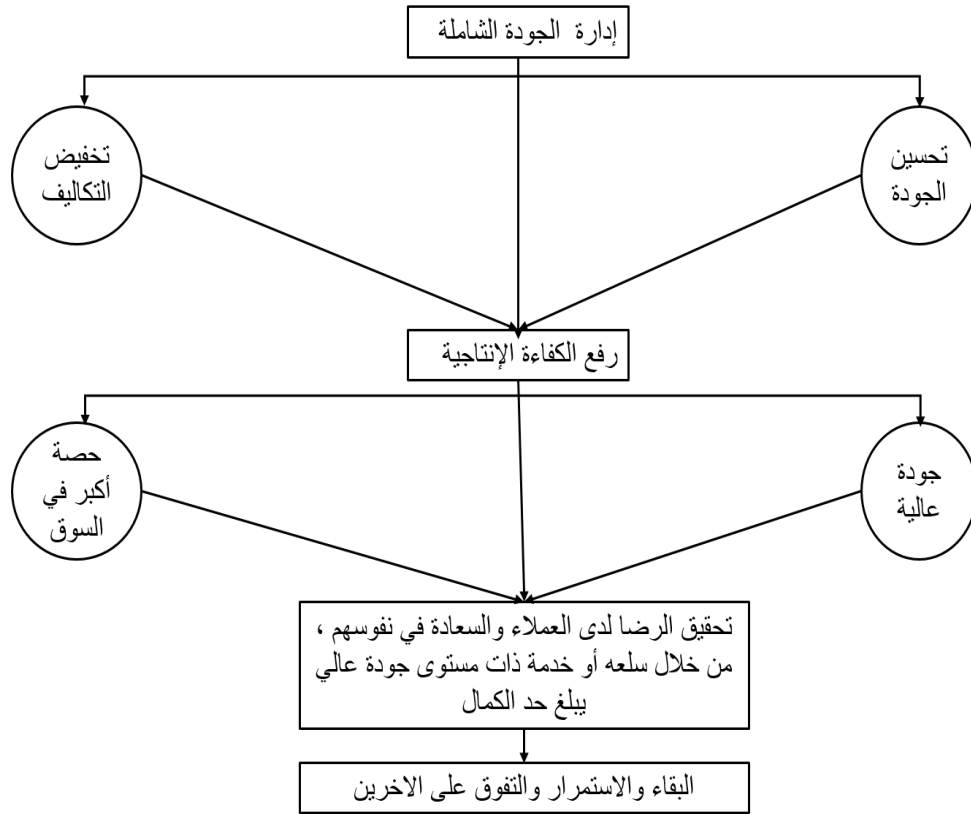 إدارة الجودة الشاملة
تحسين
الجودة
تخفيض
التكاليف
رفع الكفاءة الإنتاجية
جودة
عالية
حصة
أكبر في
السوق
تحقيق الرضا لدى العملاء والسعادة في نفوسهم ،
من خلال سلعه أو خدمة ذات مستوى جودة عالي
يبلغ حد الكمال
البقاء والاستمرار والتفوق على الاخرين